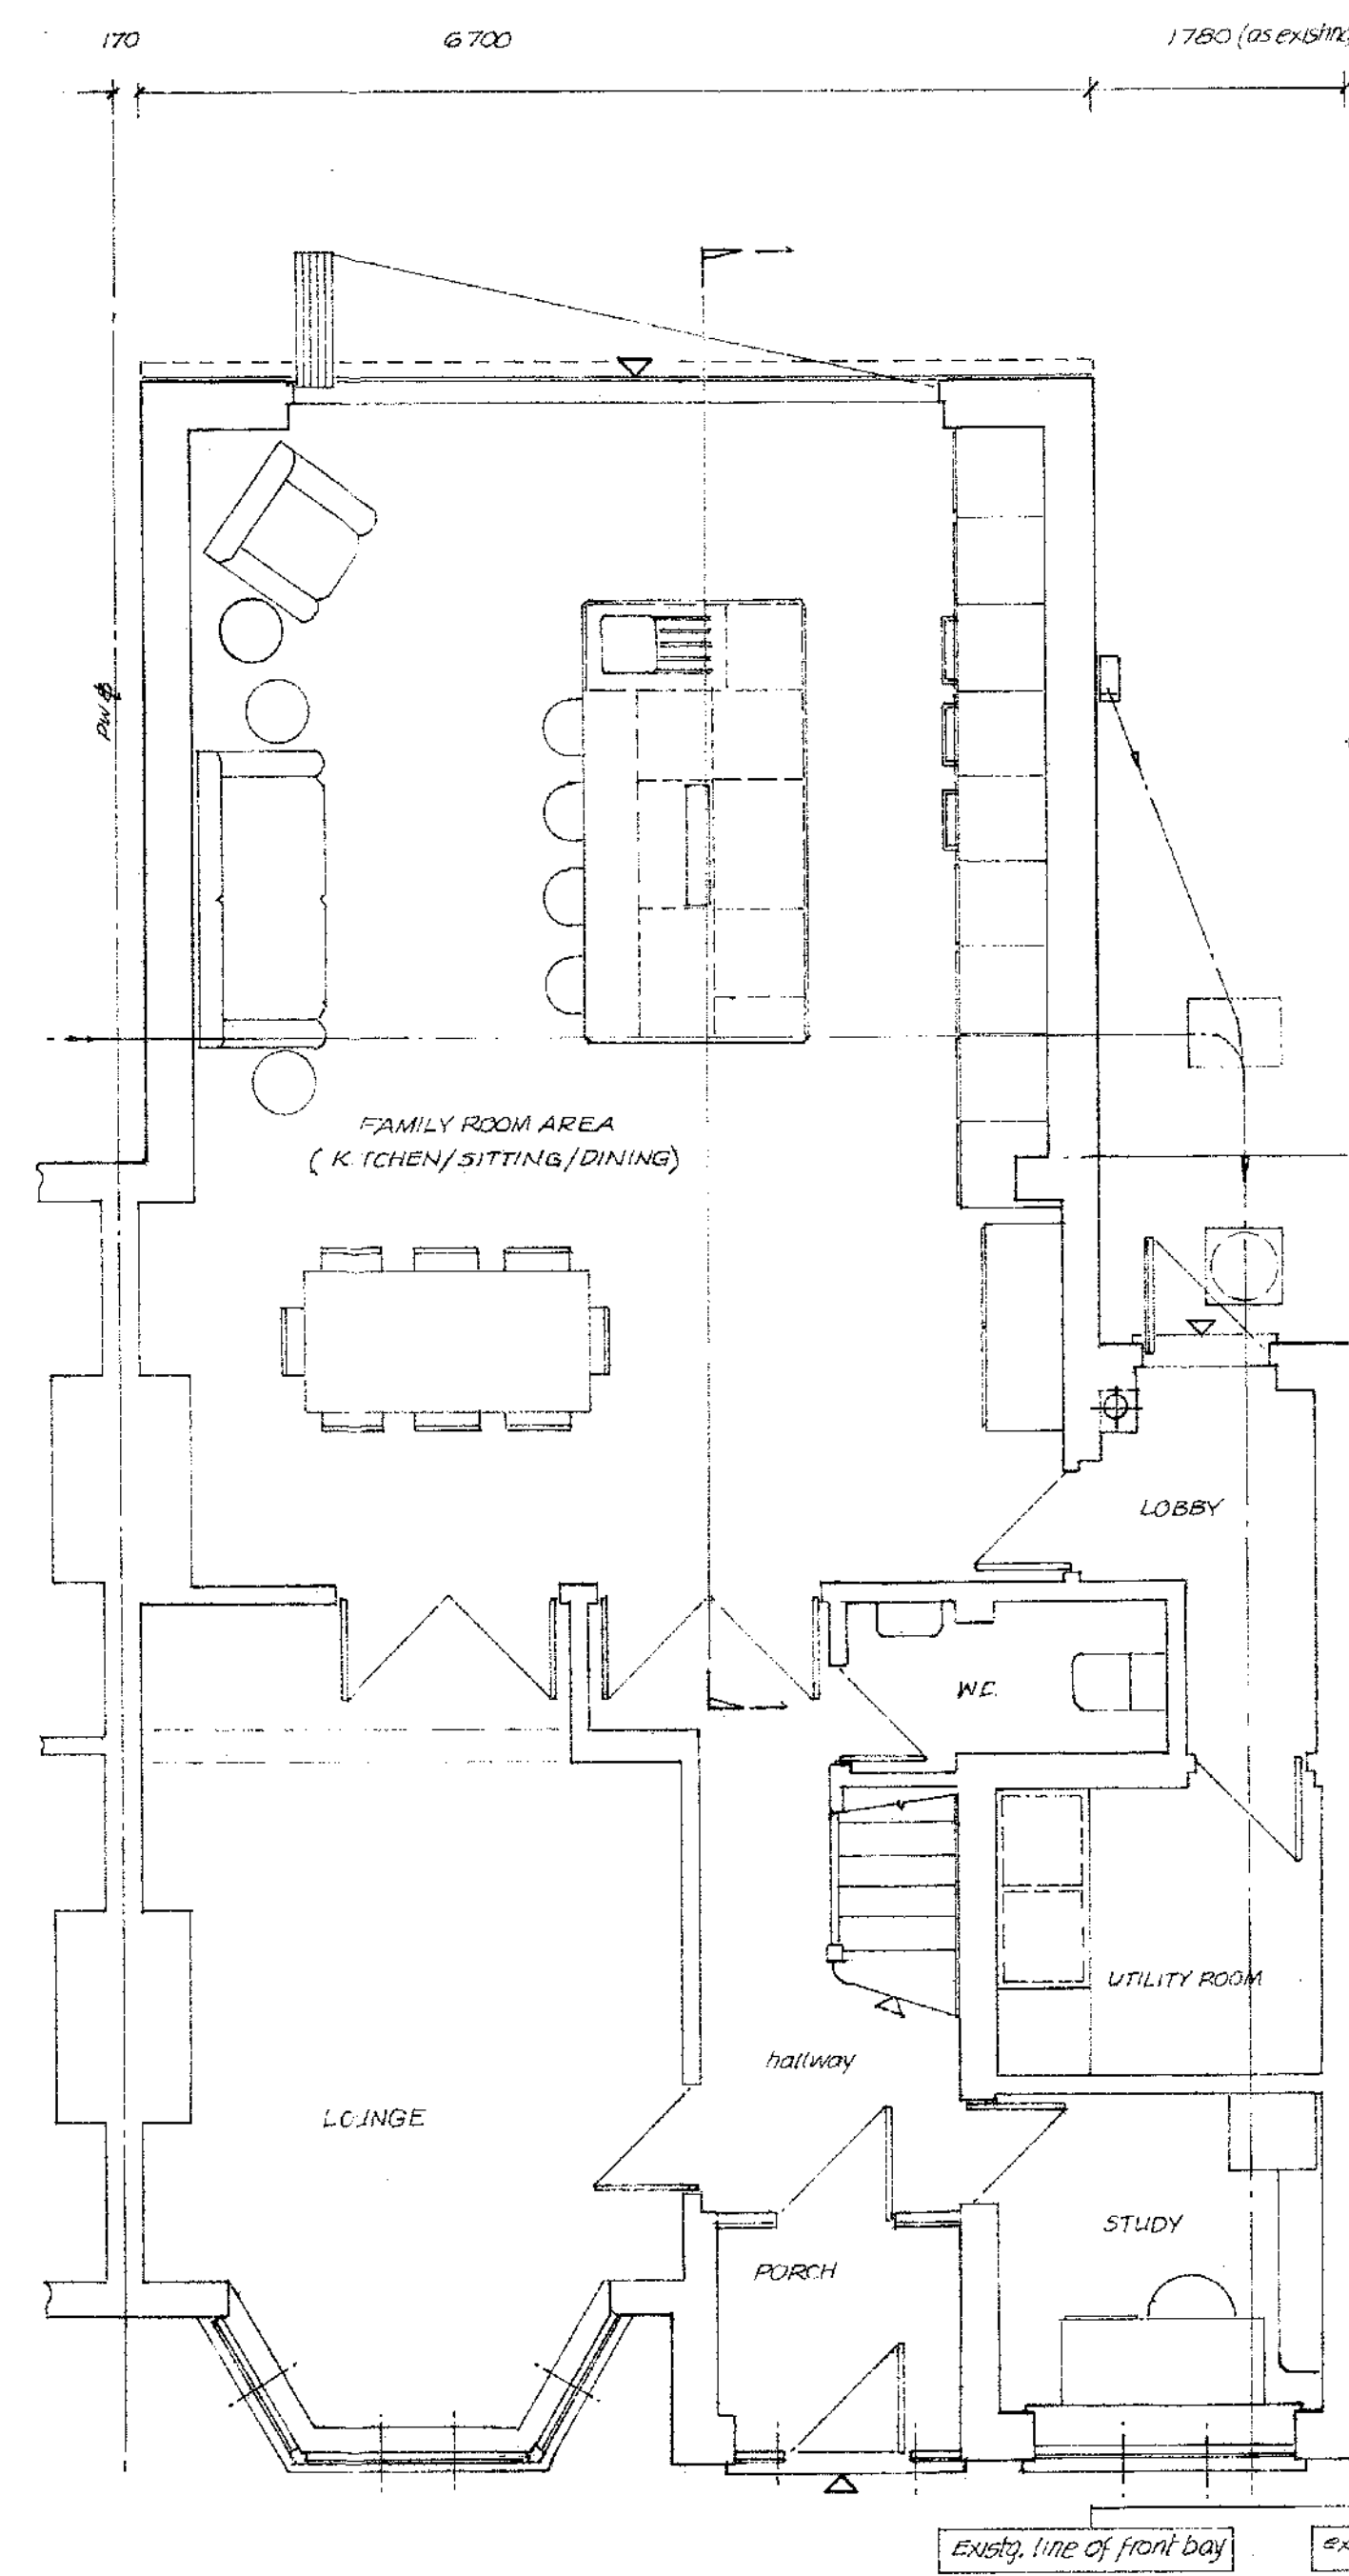 170
6700
1780 (as existing
PW
FAMILY ROOM AREA
( KITCHEN/SITTING/DINING)
LOBBY
W.C.
UTILITY ROOM
hallway
LOUNGE
STUDY
PORCH
Existg. line of front bay
ex